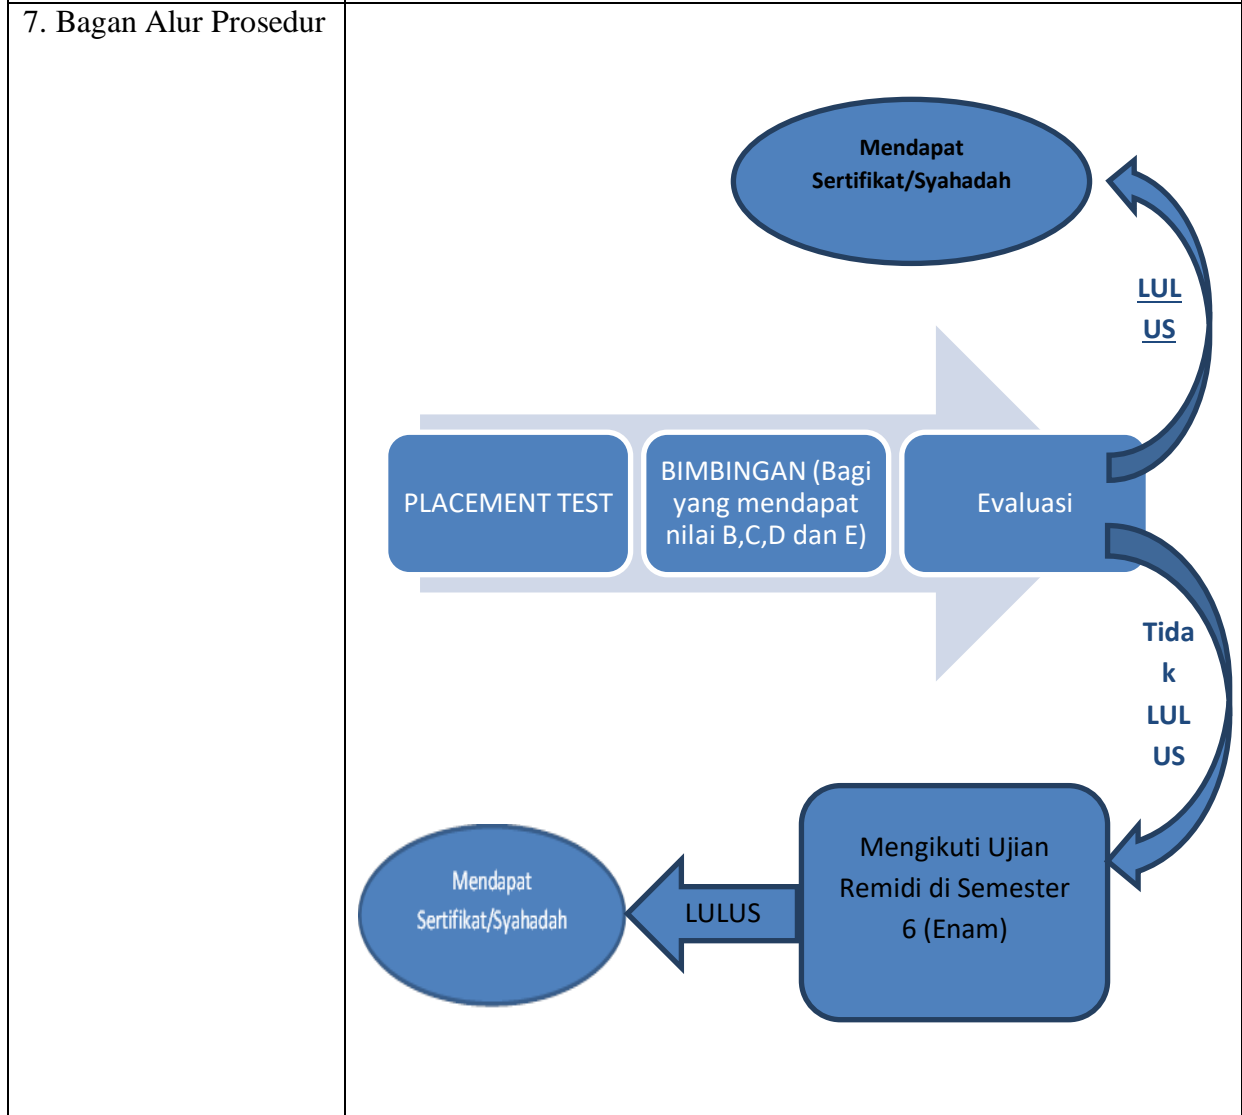 7. Bagan Alur Prosedur
Mendapat
Sertifikat/Syahadah
LUL
US
PLACEMENT TEST
BIMBINGAN (Bagi
yang mendapat
nilai B,C,D dan E)
Evaluasi
Tida
k
LUL
US
Mengikuti Ujian
Remidi di Semester
6 (Enam)
LULUS
Mendapat
Sertifikat/Syahadah